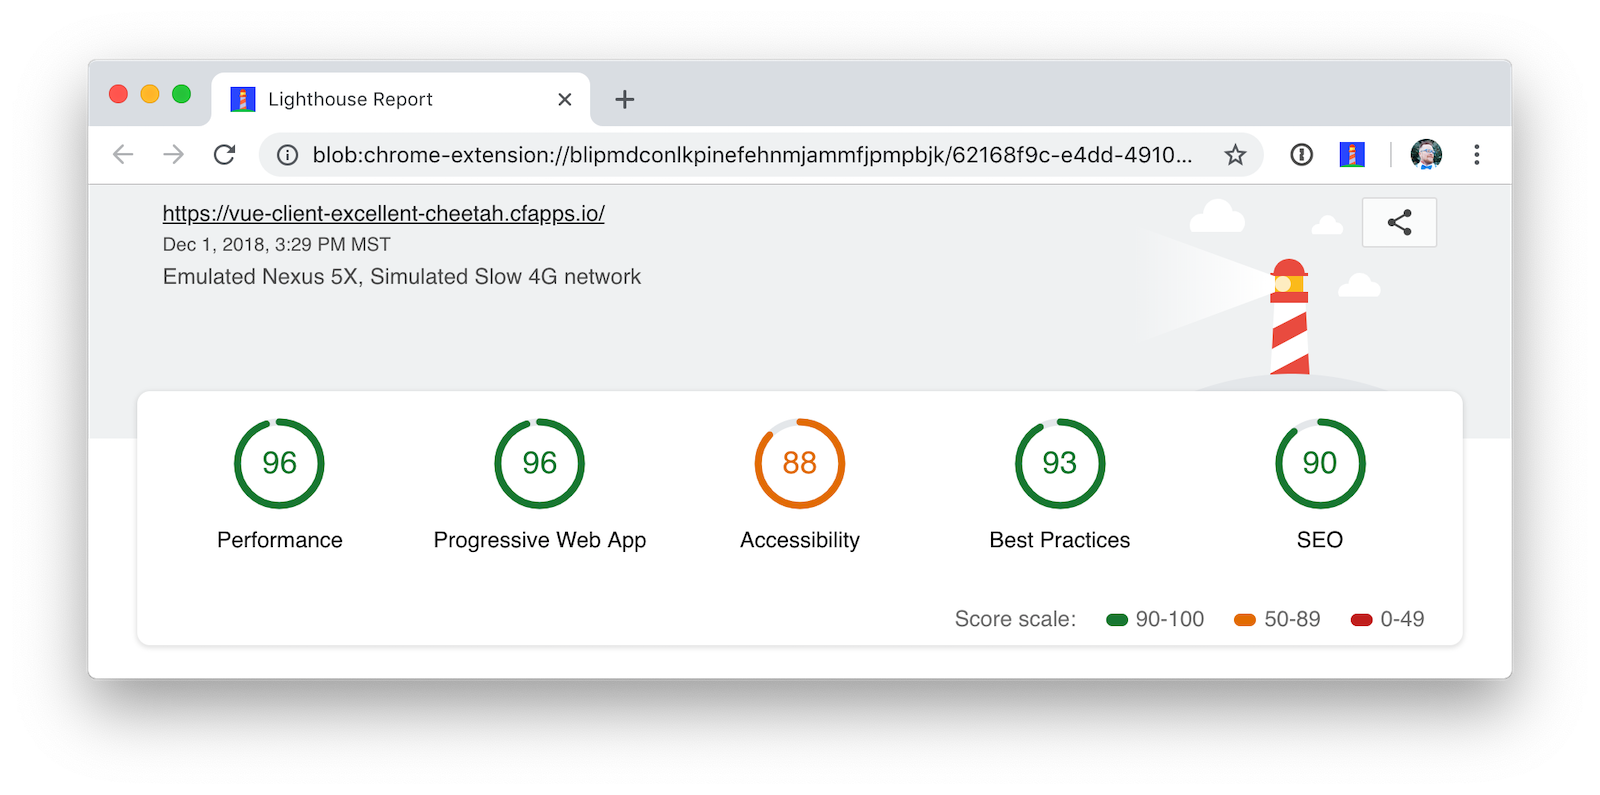 Lighthouse Report
blob:chrome-extension://blipmdconlkpinefehnmjammfjpmpbjk/62168f9c-e4dd-4910...
https://vue-client-excellent-cheetah.cfapps.io/
Dec 1, 2018, 3:29 PM MST
Emulated Nexus 5X, Simulated Slow 4G network
96 96 88 93 90
Performance Progressive Web App Accessibility Best Practices SEO
Score scale: 90-100 50-89 0-49